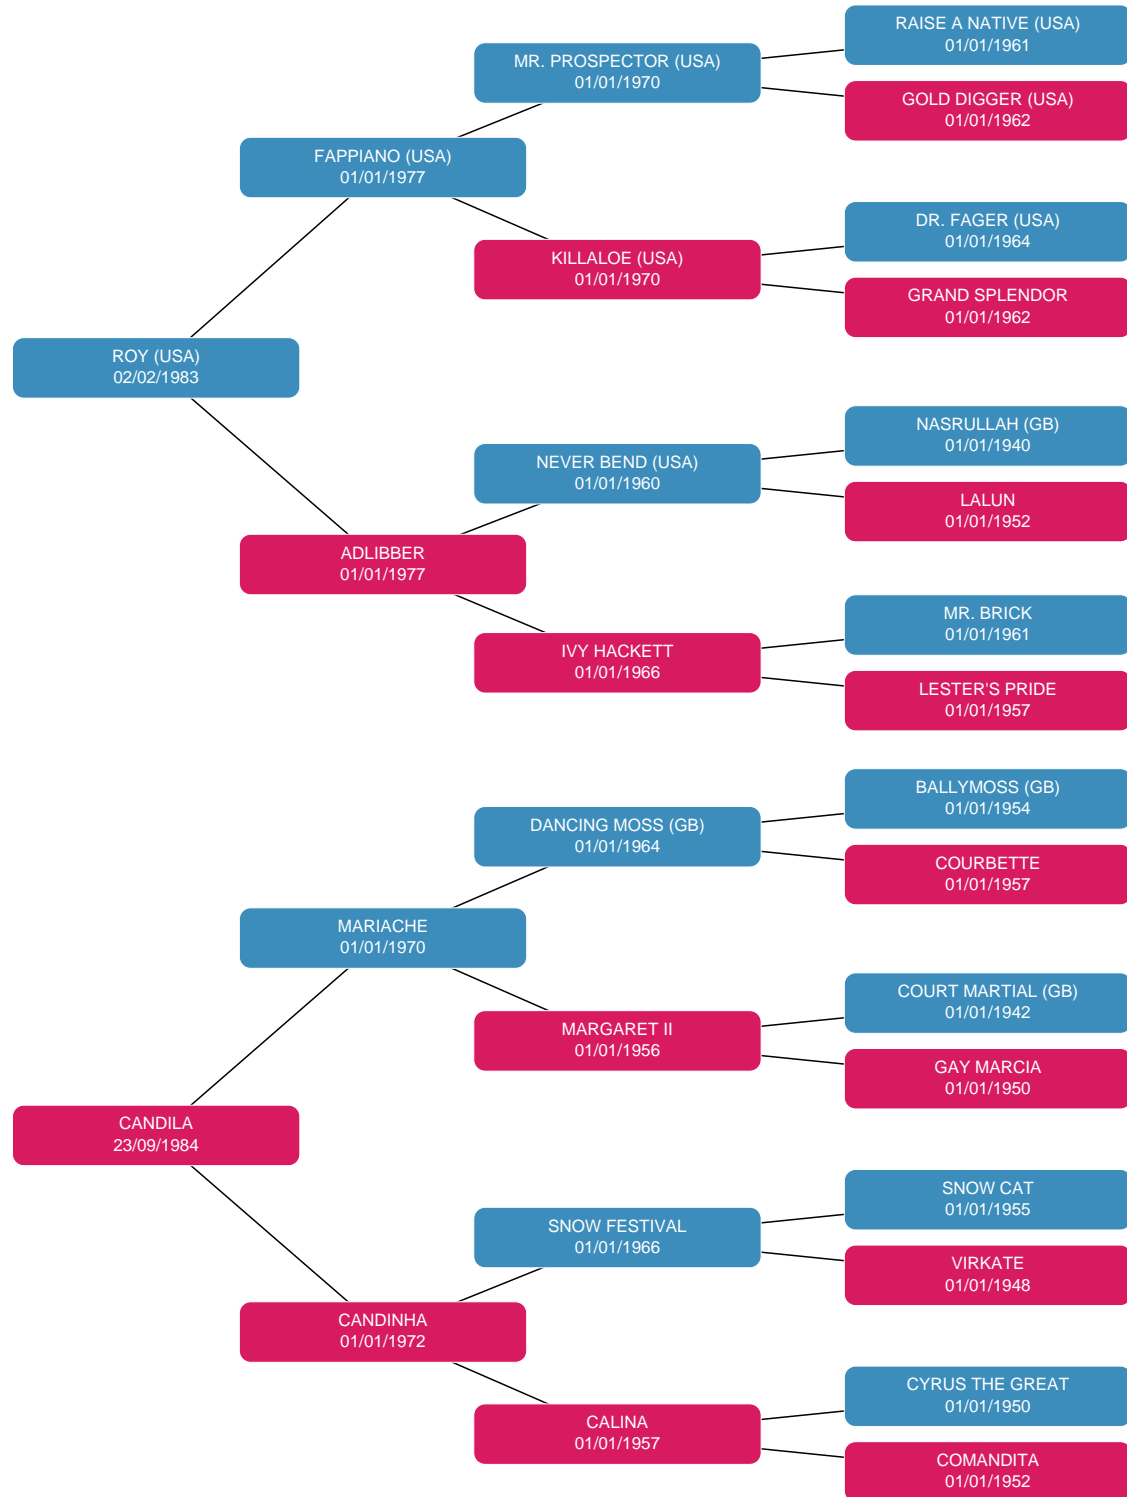 RAISE A NATIVE (USA)
01/01/1961
MR. PROSPECTOR (USA)
01/01/1970
GOLD DIGGER (USA)
01/01/1962
FAPPIANO (USA)
01/01/1977
DR. FAGER (USA)
01/01/1964
KILLALOE (USA)
01/01/1970
GRAND SPLENDOR
01/01/1962
ROY (USA)
02/02/1983
NASRULLAH (GB)
01/01/1940
NEVER BEND (USA)
01/01/1960
LALUN
01/01/1952
ADLIBBER
01/01/1977
MR. BRICK
01/01/1961
IVY HACKETT
01/01/1966
LESTER'S PRIDE
01/01/1957
BALLYMOSS (GB)
01/01/1954
DANCING MOSS (GB)
01/01/1964
COURBETTE
01/01/1957
MARIACHE
01/01/1970
COURT MARTIAL (GB)
01/01/1942
MARGARET II
01/01/1956
GAY MARCIA
01/01/1950
CANDILA
23/09/1984
SNOW CAT
01/01/1955
SNOW FESTIVAL
01/01/1966
VIRKATE
01/01/1948
CANDINHA
01/01/1972
CYRUS THE GREAT
01/01/1950
CALINA
01/01/1957
COMANDITA
01/01/1952